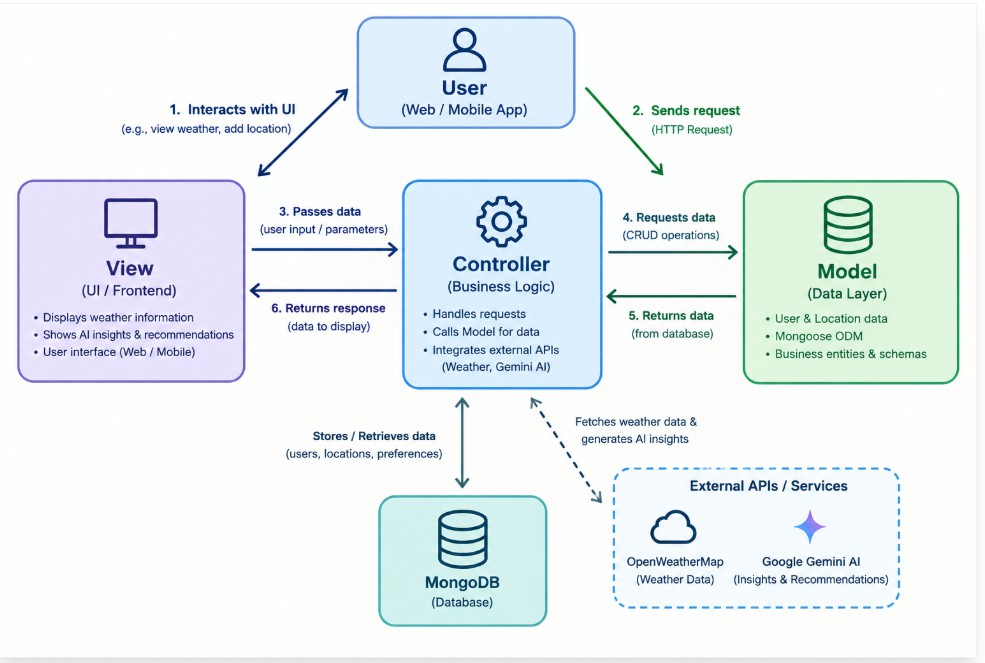 User
(Web / Mobile App)
1. Interacts with UI
(e.g., view weather, add location)
2. Sends request
(HTTP Request)
View
(UI / Frontend)
• Displays weather information
• Shows AI insights & recommendations
• User interface (Web / Mobile)
3. Passes data
(user input / parameters)
6. Returns response
(data to display)
Controller
(Business Logic)
• Handles requests
• Calls Model for data
• Integrates external APIs
(Weather, Gemini AI)
4. Requests data
(CRUD operations)
5. Returns data
(from database)
Model
(Data Layer)
• User & Location data
• Mongoose ODM
• Business entities & schemas
Stores / Retrieves data
(users, locations, preferences)
Fetches weather data &
generates AI insights
MongoDB
(Database)
External APIs / Services
OpenWeatherMap
(Weather Data)
Google Gemini AI
(Insights & Recommendations)